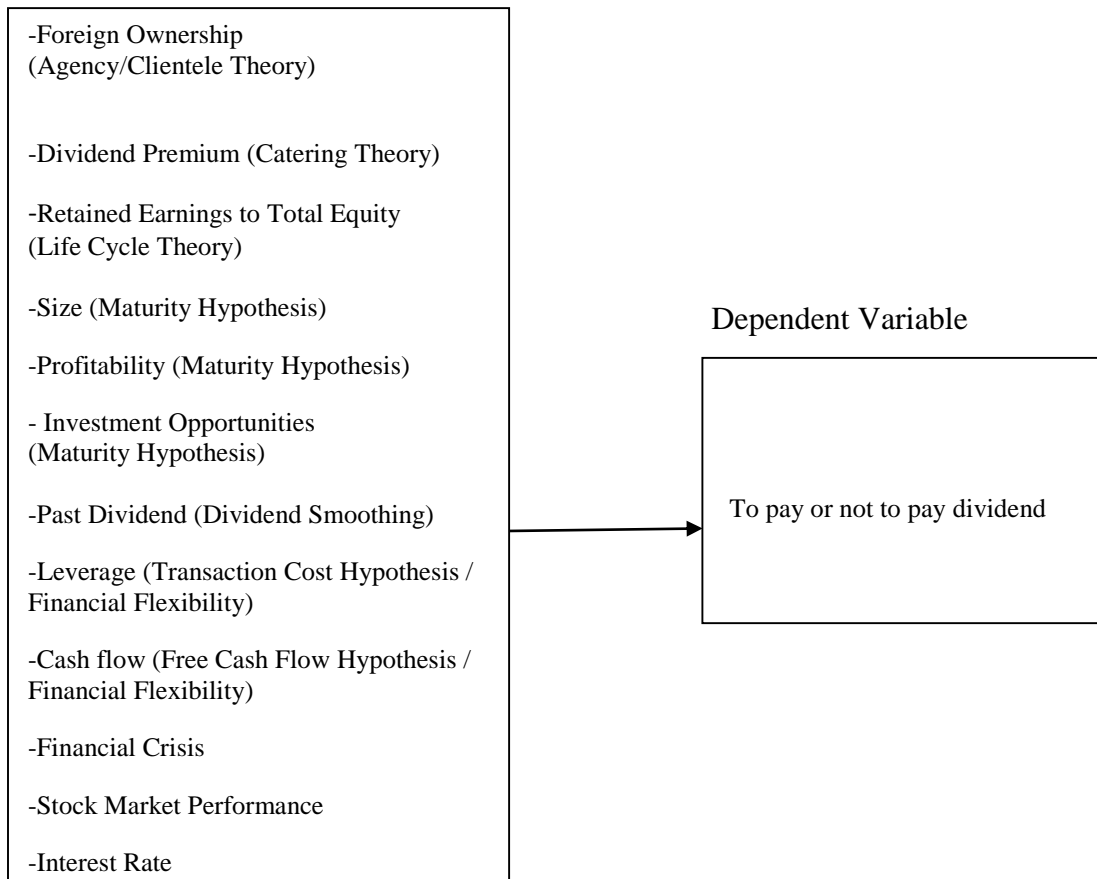 -Foreign Ownership
(Agency/Clientele Theory)
-Dividend Premium (Catering Theory)
-Retained Earnings to Total Equity
(Life Cycle Theory)
-Size (Maturity Hypothesis)
-Profitability (Maturity Hypothesis)
- Investment Opportunities
(Maturity Hypothesis)
-Past Dividend (Dividend Smoothing)
-Leverage (Transaction Cost Hypothesis /
Financial Flexibility)
-Cash flow (Free Cash Flow Hypothesis /
Financial Flexibility)
-Financial Crisis
-Stock Market Performance
-Interest Rate
Dependent Variable
To pay or not to pay dividend